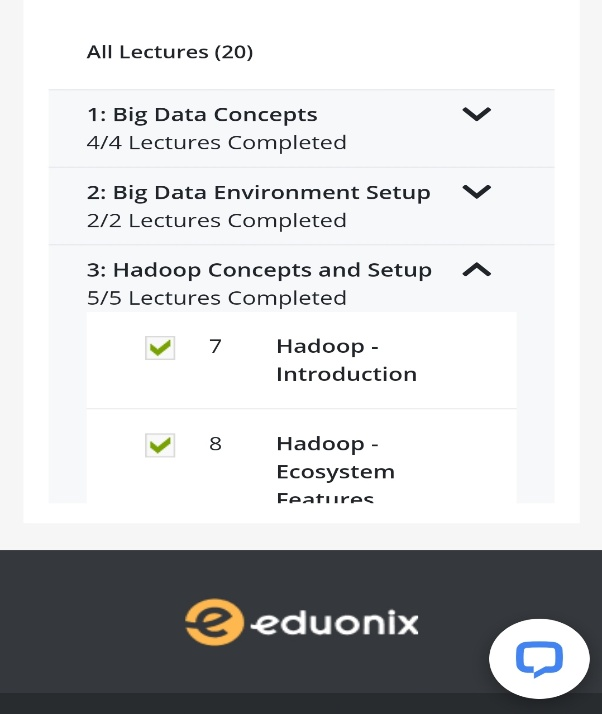 All Lectures (20)
1: Big Data Concepts
4/4 Lectures Completed
2: Big Data Environment Setup
2/2 Lectures Completed
3: Hadoop Concepts and Setup
5/5 Lectures Completed
7 Hadoop -
Introduction
8 Hadoop -
Ecosystem
Features
eduonix